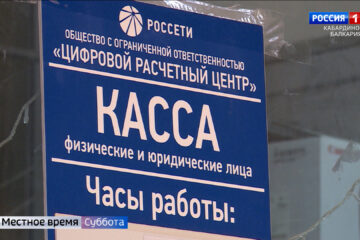 РОССЕТИ
ОБЩЕСТВО С ОГРАНИЧЕННОЙ ОТВЕТСТВЕННОСТЬЮ
«ЦИФРОВОЙ РАСЧЕТНЫЙ ЦЕНТР»
КАССА
физические и юридические лица
Часы работы:
РОССИЯ 1
КАБАРДИНО
БАЛКАРИЯ
Местное время Суббота